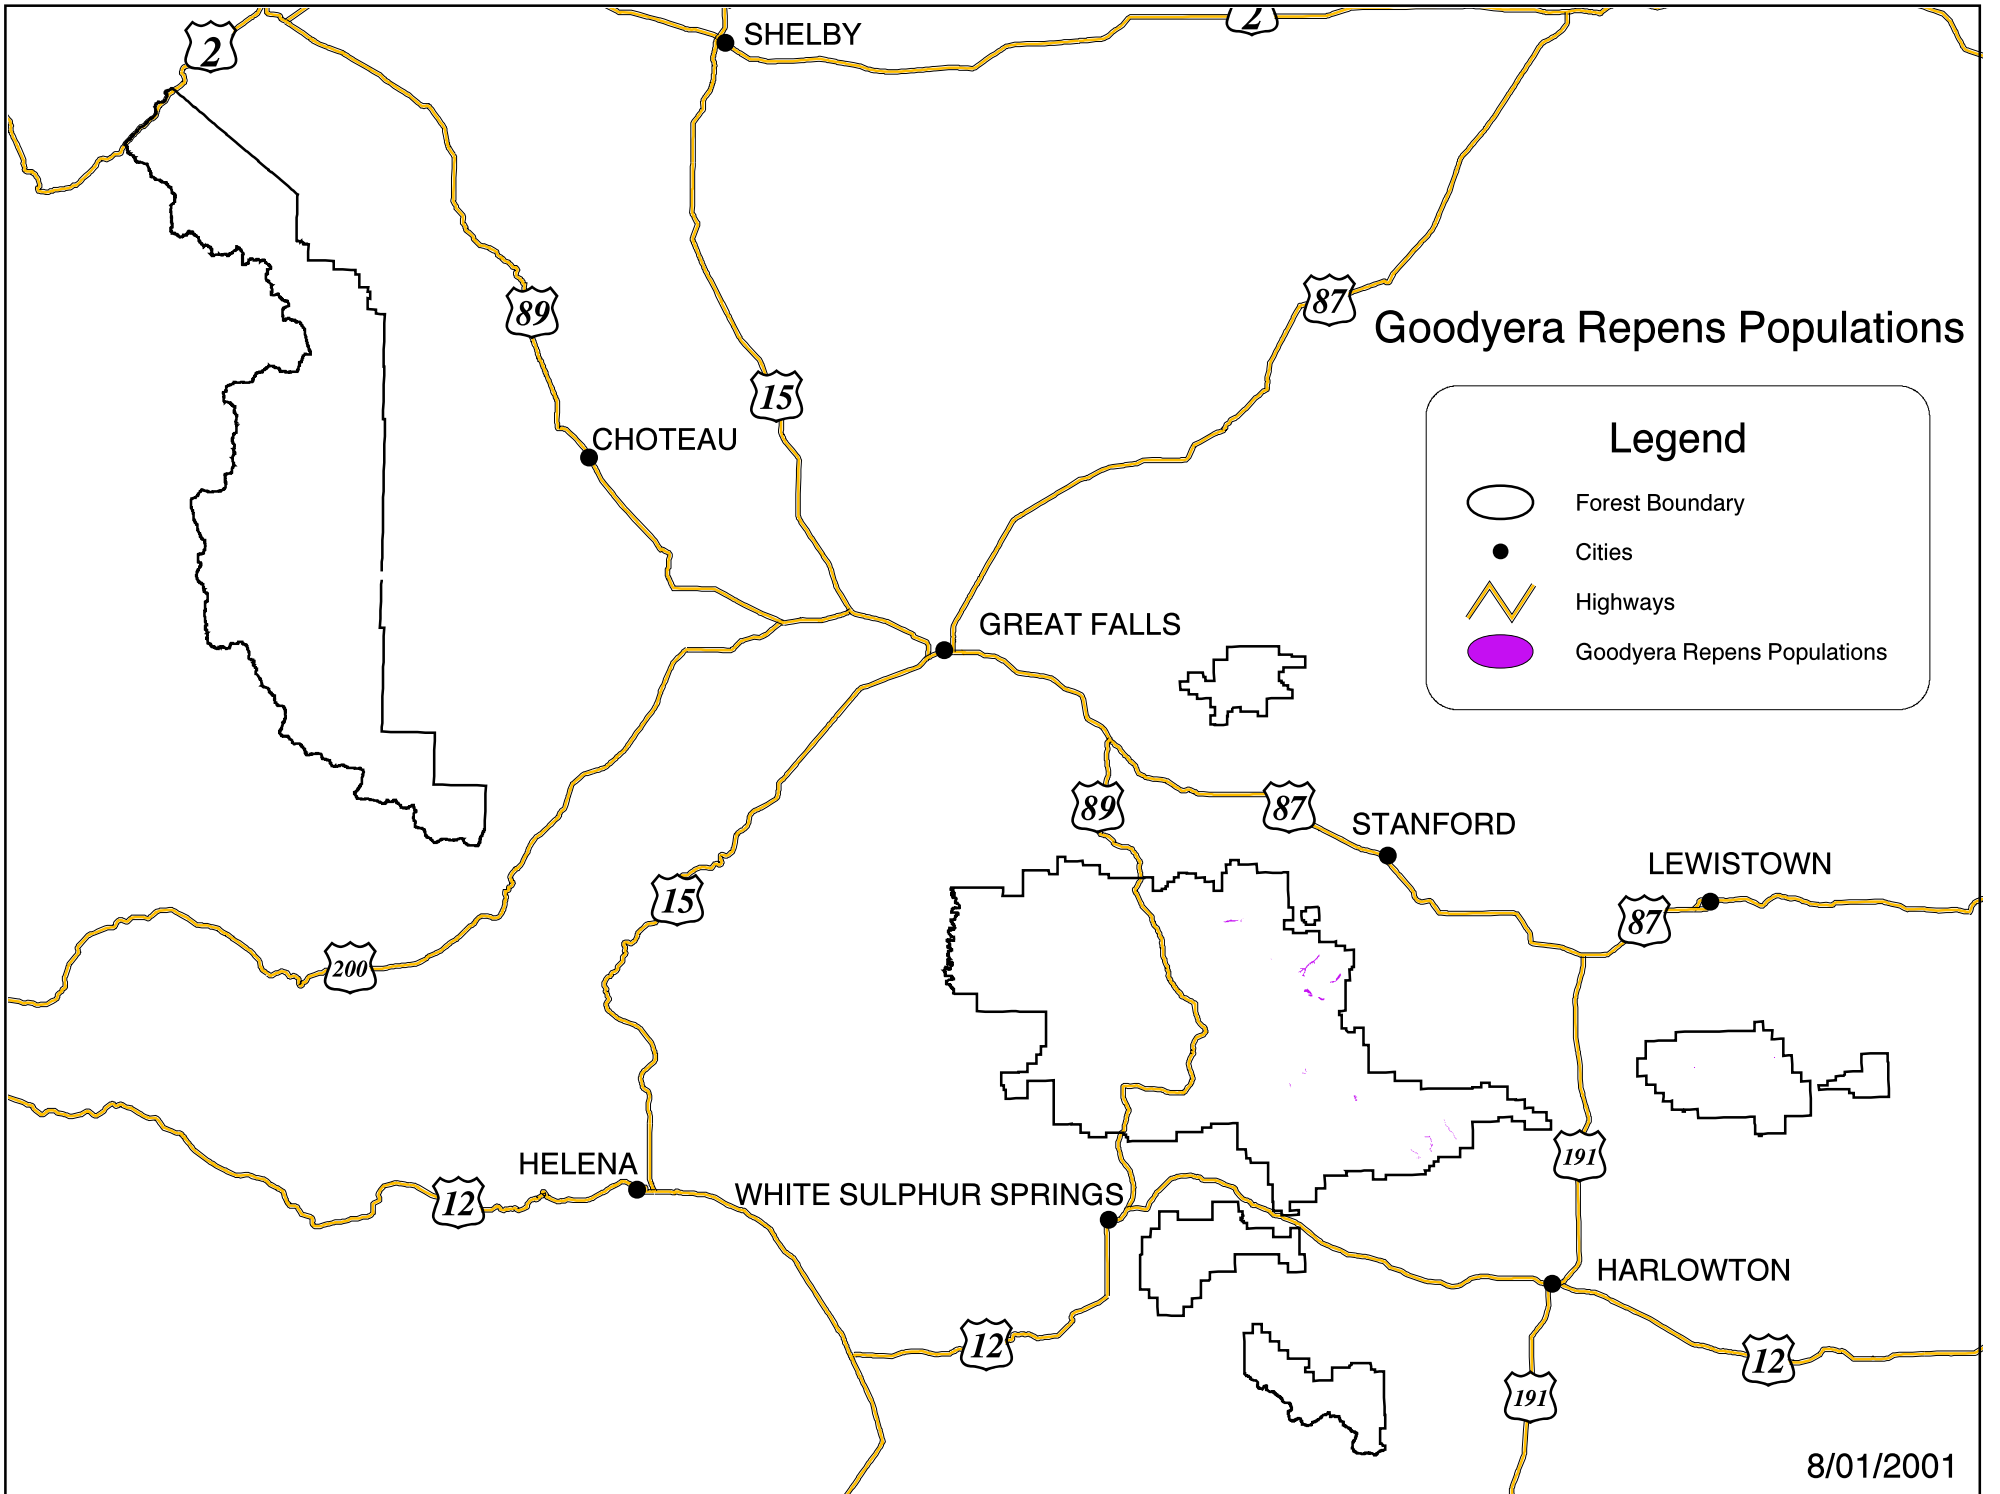 2
SHELBY
2
89
87
Goodyera Repens Populations
15
Legend
CHOTEAU
Forest Boundary
Cities
Highways
Goodyera Repens Populations
GREAT FALLS
89
87
STANFORD
LEWISTOWN
15
87
200
191
HELENA
12
WHITE SULPHUR SPRINGS
HARLOWTON
12
12
191
8/01/2001